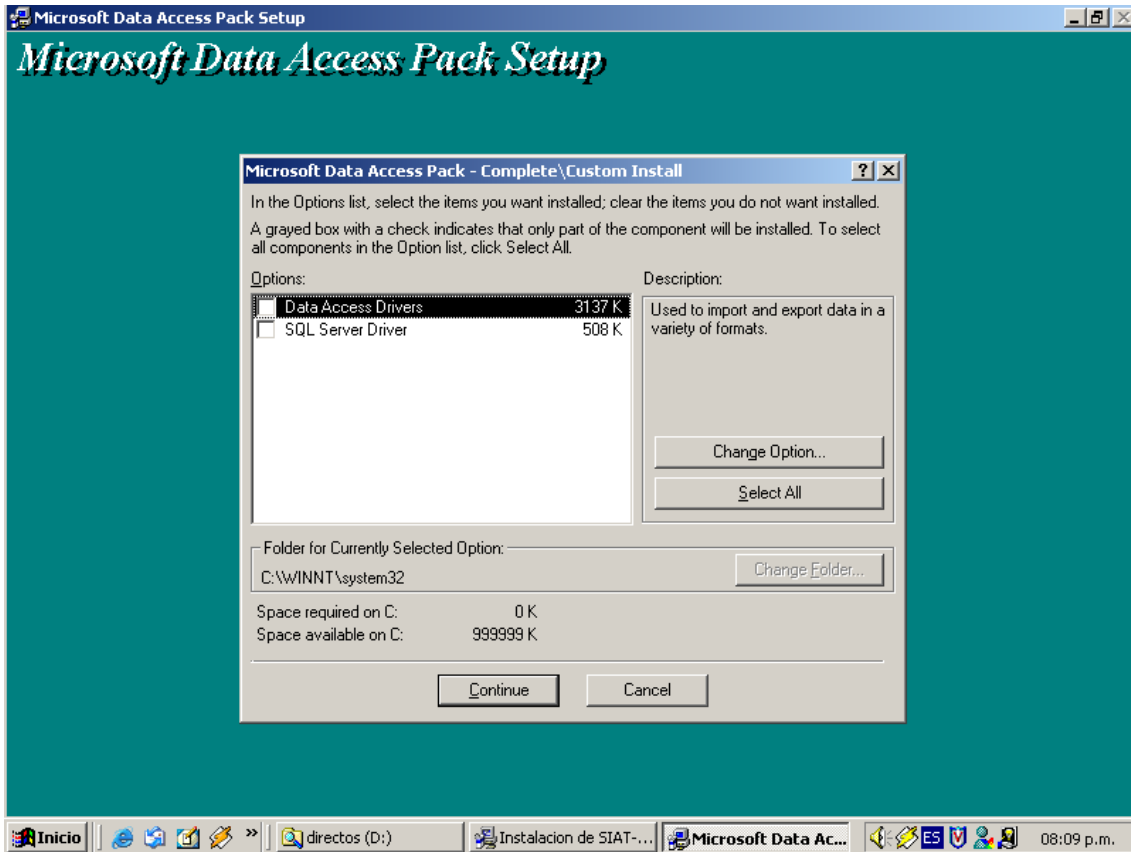 Microsoft Data Access Pack Setup
Microsoft Data Access Pack Setup
Microsoft Data Access Pack - Complete\Custom Install
In the Options list, select the items you want installed; clear the items you do not want installed.
A grayed box with a check indicates that only part of the component will be installed. To select
all components in the Option list, click Select All.
Options:
Description:
Data Access Drivers 3137 K
SQL Server Driver 508 K
Used to import and export data in a
variety of formats.
Change Option...
Select All
Folder for Currently Selected Option:
C:\WINNT\system32
Change Folder...
Space required on C: 0 K
Space available on C: 999999 K
Continue
Cancel
Inicio
»
directos (D:)
Instalacion de SIAT-...
Microsoft Data Ac...
ES
08:09 p.m.